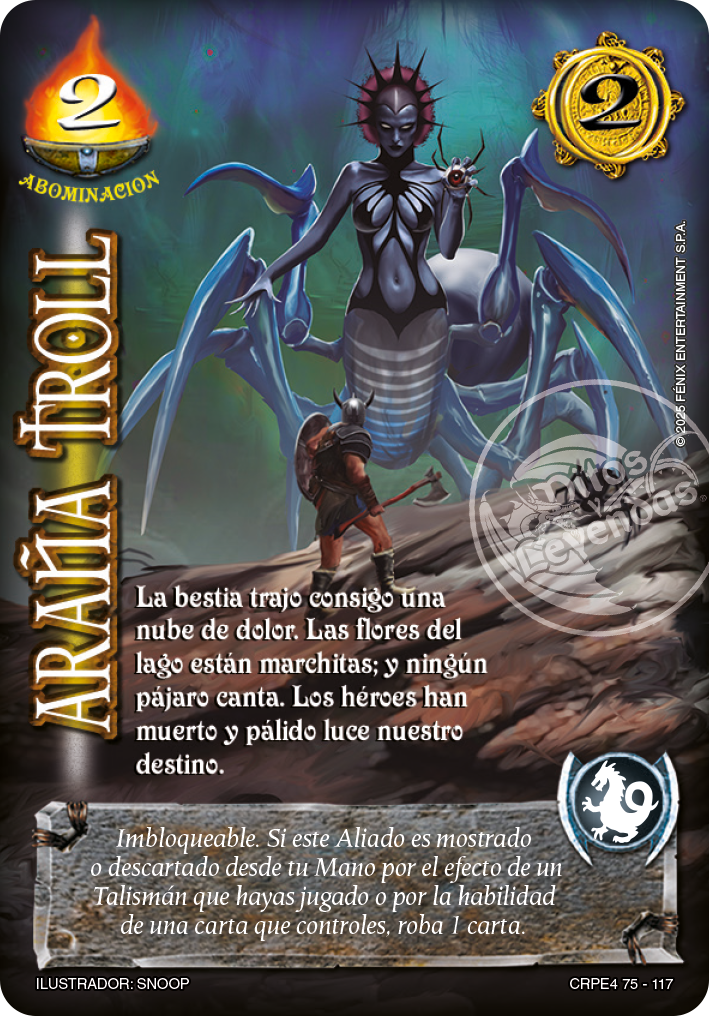 2
2
ABOMINACION
ARAÑA TROLL
© 2025 FÉNIX ENTERTAINMENT S.P.A.
Mitos
y
Leyendas®
La bestia trajo consigo una
nube de dolor. Las flores del
lago están marchitas; y ningún
pájaro canta. Los héroes han
muerto y pálido luce nuestro
destino.
Imbloqueable. Si este Aliado es mostrado
o descartado desde tu Mano por el efecto de un
Talismán que hayas jugado o por la habilidad
de una carta que controles, roba 1 carta.
ILUSTRADOR: SNOOP
CRPE4 75 - 117